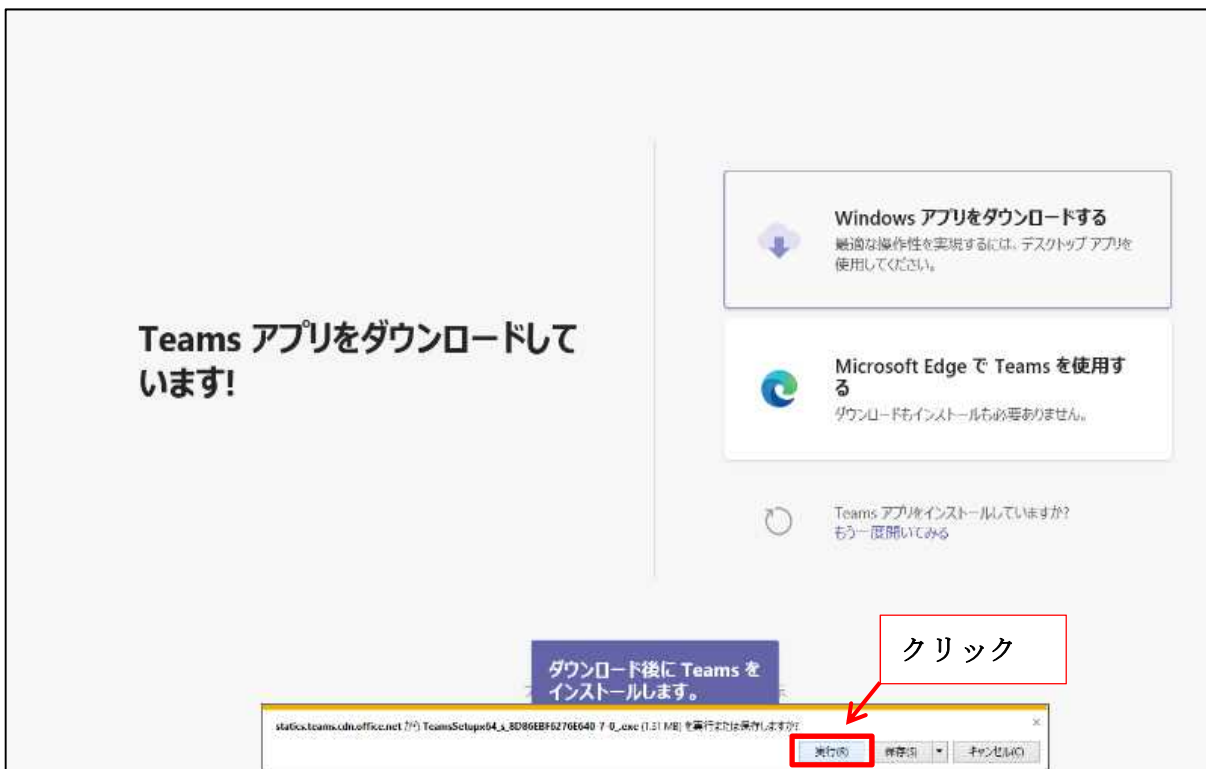 Windows アプリをダウンロードする
最適な操作性を実現するには、デスクトップ アプリを
使用してください。
Teams アプリをダウンロードして
います!
Microsoft Edge で Teams を使用す
る
ダウンロードもインストールも必要ありません。
Teams アプリをインストールしていますか?
もう一度開いてみる
クリック
ダウンロード後に Teams を
インストールします。
statics.teams.cdn.office.net から TeamsSetupx64_s_8D86EBF6276E640-7-0_.exe (1.31 MB) を実行または保存しますか?
×
実行(R) 保存(S) キャンセル(C)